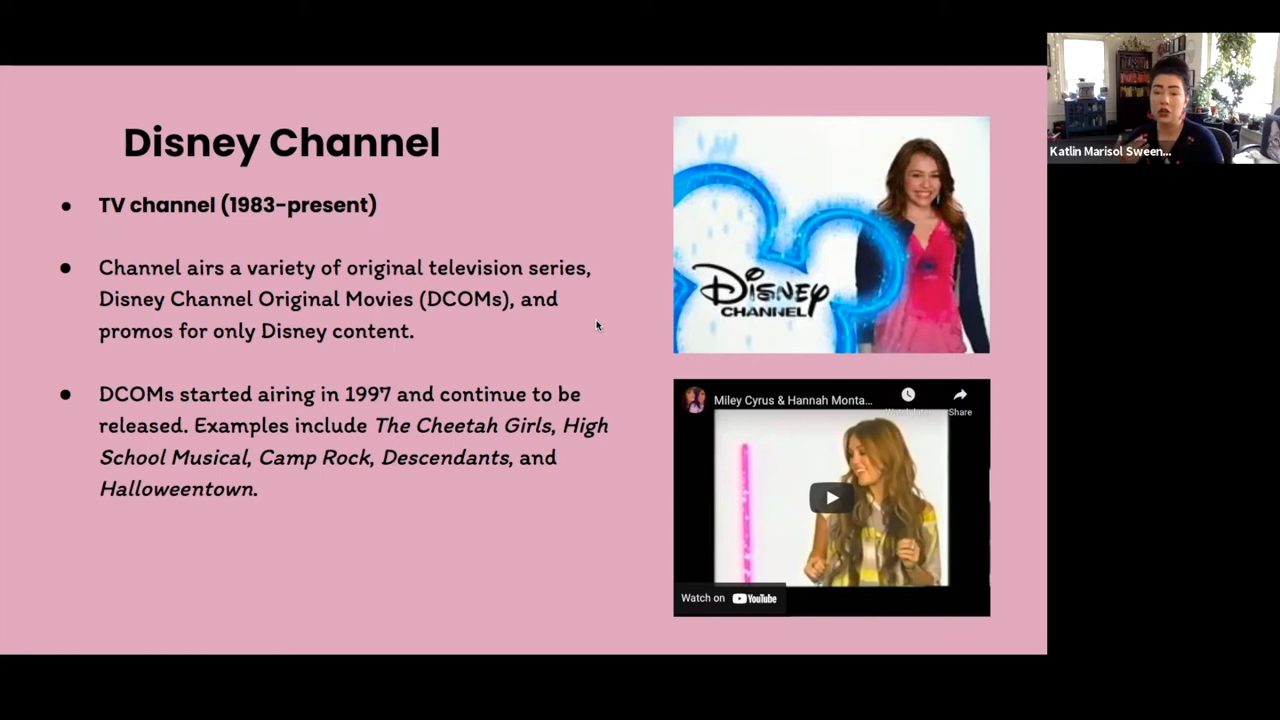 Disney Channel
TV channel (1983-present)
Channel airs a variety of original television series,
Disney Channel Original Movies (DCOMs), and
promos for only Disney content.
DCOMs started airing in 1997 and continue to be
released. Examples include The Cheetah Girls, High
School Musical, Camp Rock, Descendants, and
Halloweentown.
Disney
CHANNEL
Miley Cyrus & Hannah Monta...
Watch later
Share
Watch on YouTube
Katlin Marisol Sween...